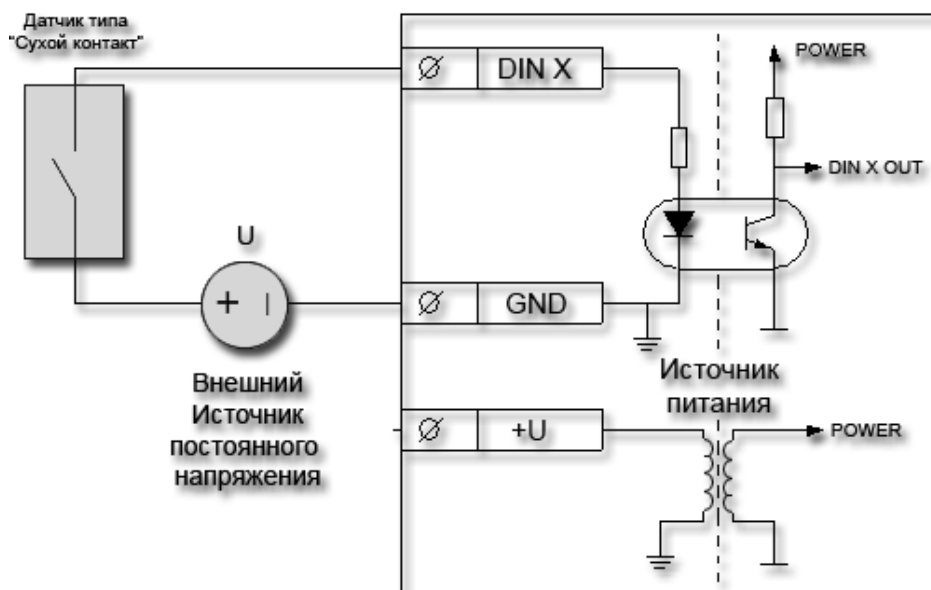 Датчик типа
"Сухой контакт"
DIN X
POWER
DIN X OUT
U
+ |
GND
Внешний
Источник
постоянного
напряжения
Источник
питания
+U
POWER